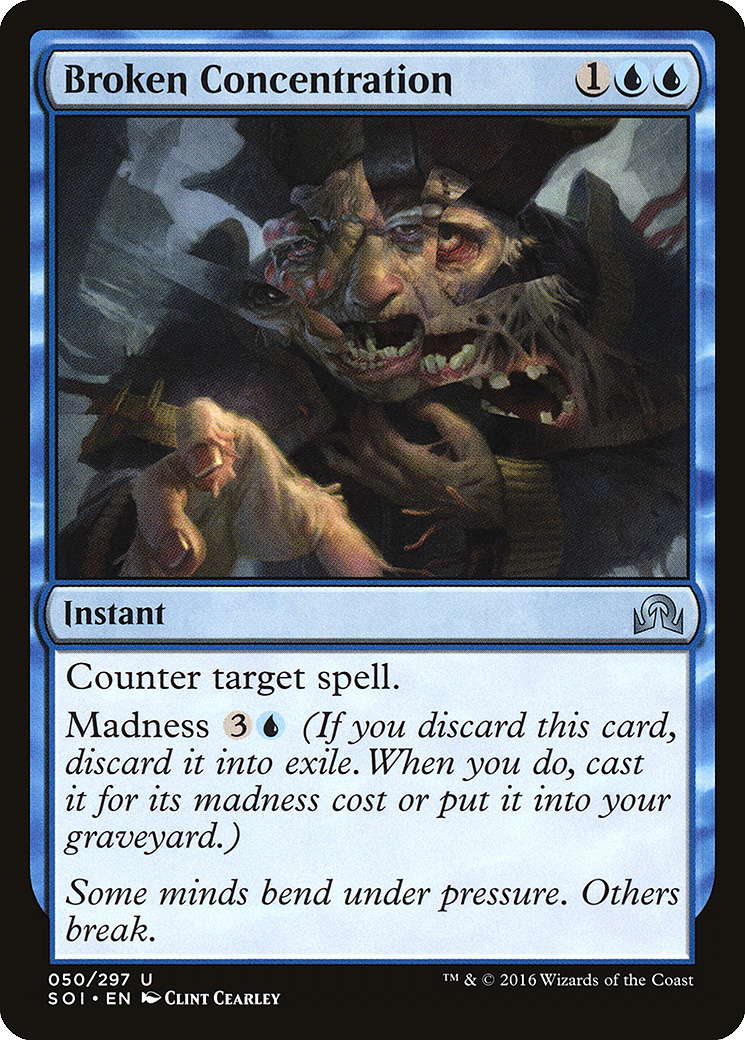 Broken Concentration 1
Instant
Counter target spell.
Madness 3 (If you discard this card,
discard it into exile. When you do, cast
it for its madness cost or put it into your
graveyard.)
Some minds bend under pressure. Others
break.
050/297 U
™ & © 2016 Wizards of the Coast
SOI • EN CLINT CEARLEY